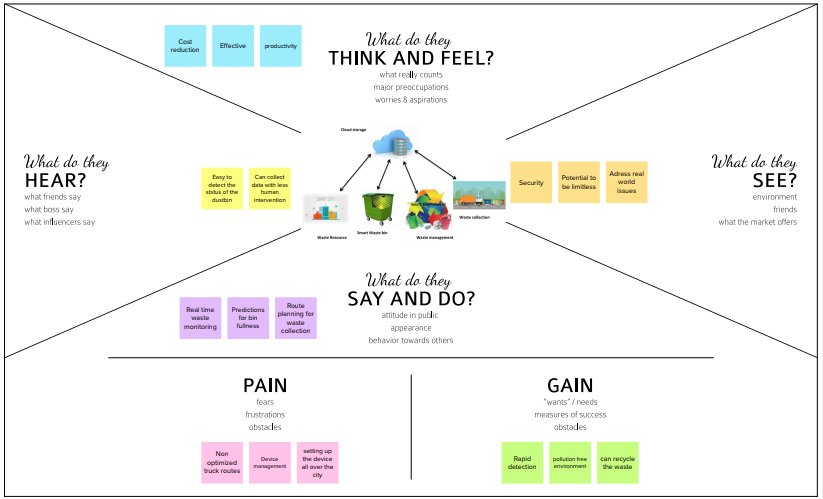 Cost
reduction
Effective
productivity
What do they
THINK AND FEEL?
what really counts
major preoccupations
worries & aspirations
What do they
HEAR?
what friends say
what boss say
what influencers say
Easy to
detect the
ststus of the
dustbin
Can collect
data with less
human
intervention
Cloud storage
Waste Resource
Smart Waste bin
Waste management
Waste collection
Security
Potential to
be limitless
Adress real
world
issues
What do they
SEE?
environment
friends
what the market offers
Real time
waste
monitoring
Predictions
for bin
fullness
Route
planning for
waste
collection
What do they
SAY AND DO?
attitude in public
appearance
behavior towards others
PAIN
fears
frustrations
obstacles
Non
optimized
truck routes
Device
management
setting up
the device
all over the
city
GAIN
"wants" / needs
measures of success
obstacles
Rapid
detection
pollution free
environment
can recycle
the waste